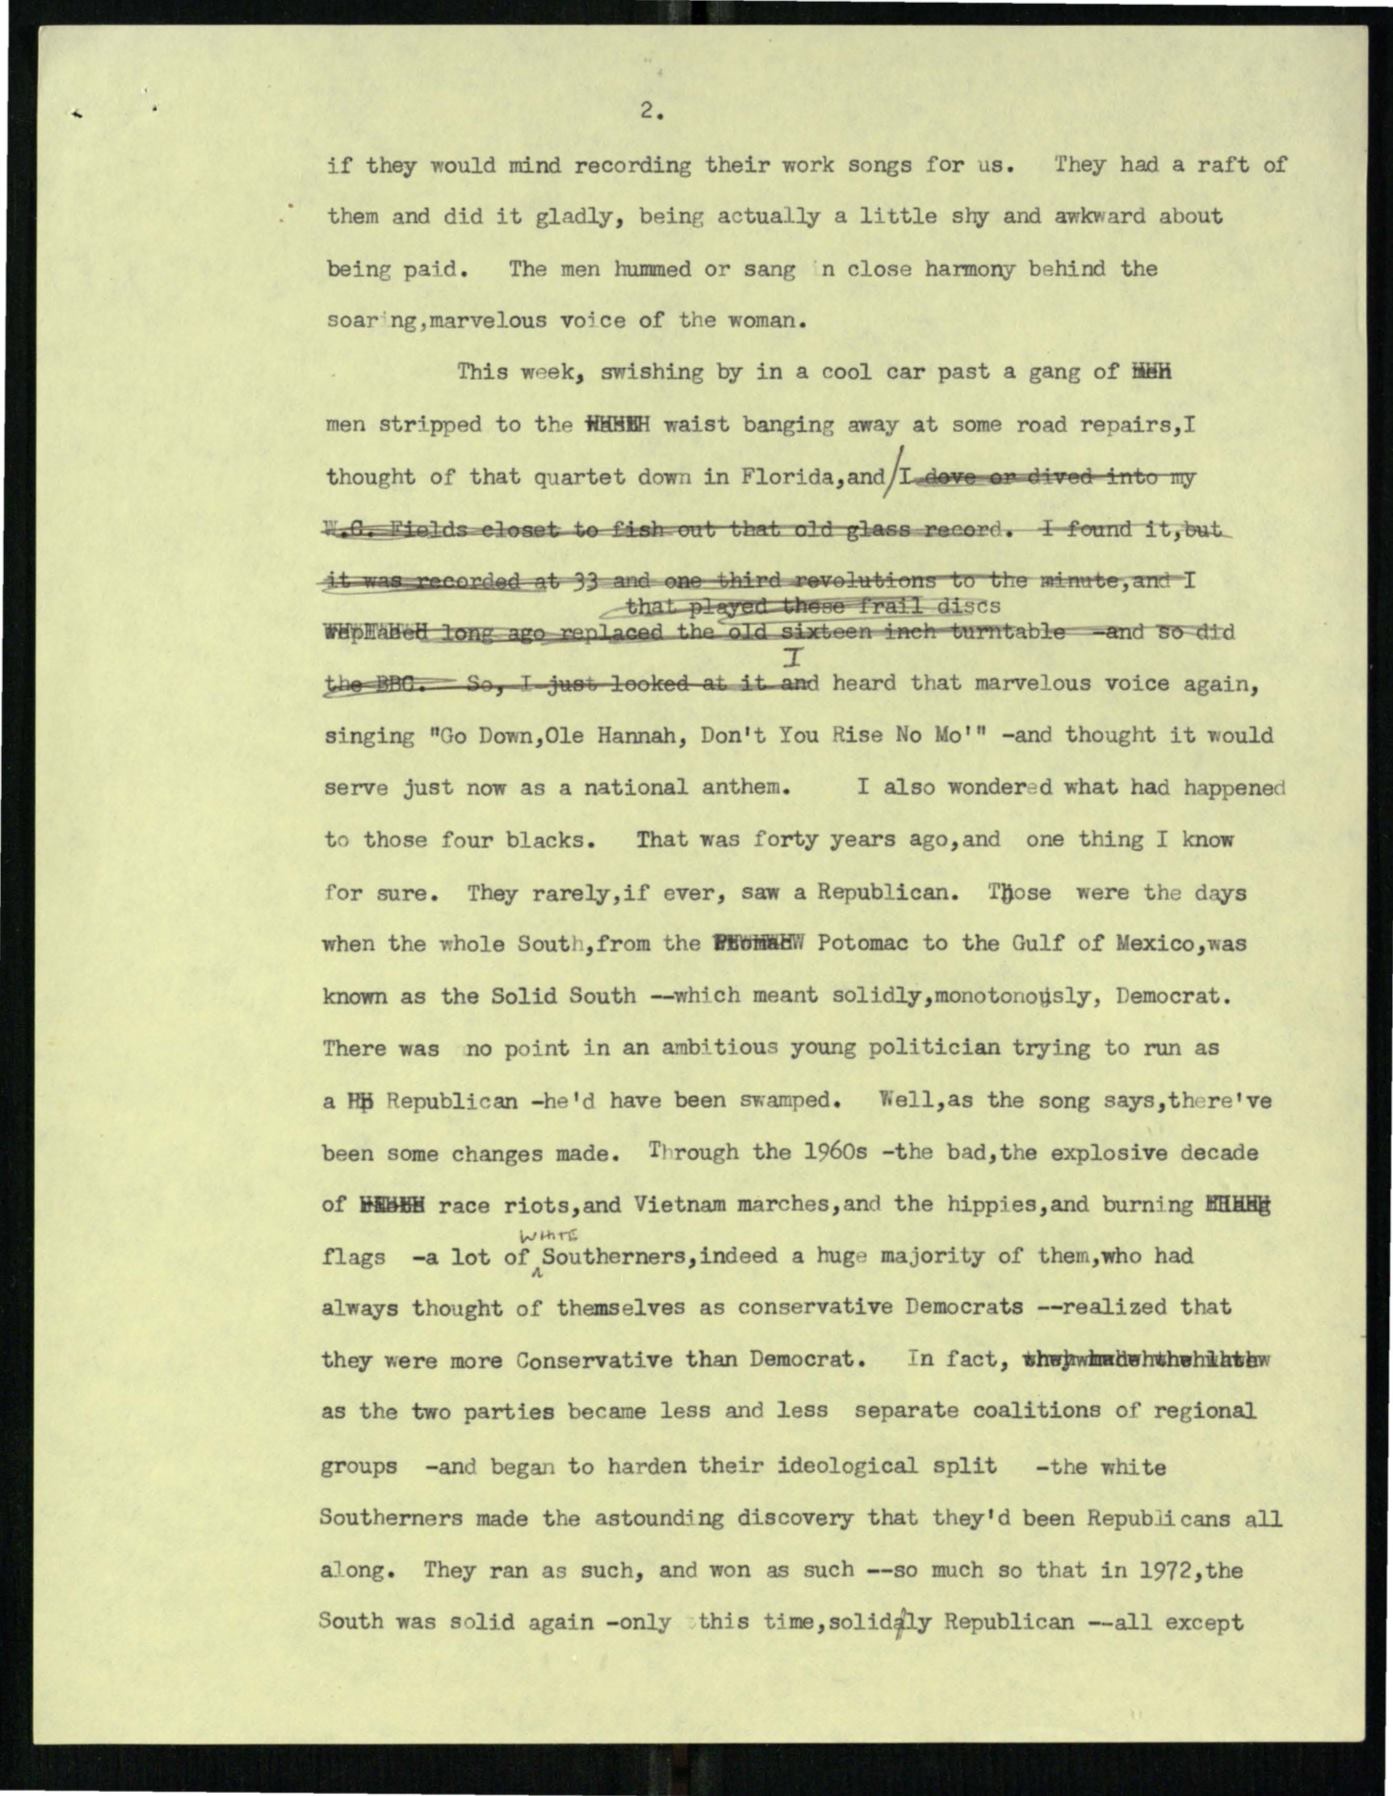 2.
if they would mind recording their work songs for us. They had a raft of
them and did it gladly, being actually a little shy and awkward about
being paid. The men hummed or sang in close harmony behind the
soaring,marvelous voice of the woman.
This week, swishing by in a cool car past a gang of
men stripped to the waist banging away at some road repairs,I
thought of that quartet down in Florida,and/I dove or dived into my
W.C. Fields closet to fish out that old glass record. I found it,but
it was recorded at 33 and one third revolutions to the minute,and I
that played these frail discs
long ago replaced the old sixteen inch turntable -and so did
I
the BBC. So, I just looked at it and heard that marvelous voice again,
singing "Go Down,Ole Hannah, Don't You Rise No Mo'" -and thought it would
serve just now as a national anthem. I also wondered what had happened
to those four blacks. That was forty years ago,and one thing I know
for sure. They rarely,if ever, saw a Republican. Those were the days
when the whole South,from the Potomac to the Gulf of Mexico,was
known as the Solid South --which meant solidly,monotonously, Democrat.
There was no point in an ambitious young politician trying to run as
a Republican -he'd have been swamped. Well,as the song says,there've
been some changes made. Through the 1960s -the bad,the explosive decade
of race riots,and Vietnam marches,and the hippies,and burning
WHITE
flags -a lot of Southerners,indeed a huge majority of them,who had
always thought of themselves as conservative Democrats --realized that
they were more Conservative than Democrat. In fact,
as the two parties became less and less separate coalitions of regional
groups -and began to harden their ideological split -the white
Southerners made the astounding discovery that they'd been Republicans all
along. They ran as such, and won as such --so much so that in 1972,the
South was solid again -only this time,solidly Republican --all except